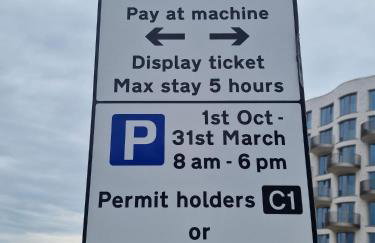 Pay at machine
Display ticket
Max stay 5 hours
P
1st Oct -
31st March
8 am - 6 pm
Permit holders C1
or